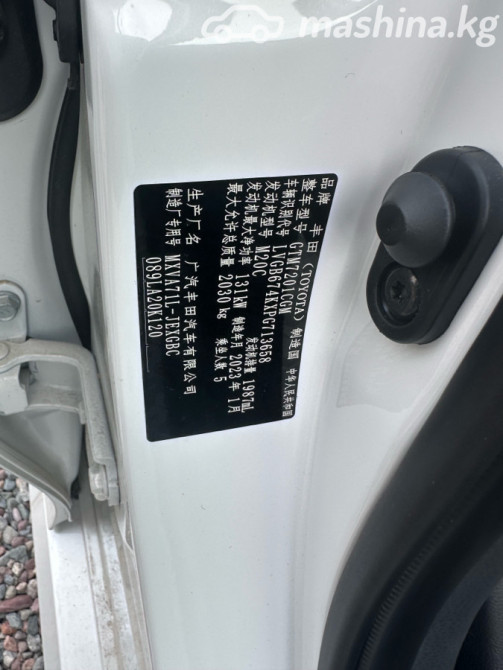 mashina.kg
品牌 丰田(TOYOTA) 制造国 中华人民共和国
整车型号 GTM7201CGM
车辆识别代号 LVGB674KXPG713658
发动机型号 M20C 发动机排量 1987mL
发动机最大净功率 131kW 制造年月 2023年1月
最大允许总质量 2030kg 乘坐人数 5
生产厂名 广汽丰田汽车有限公司
制造厂专用号 MXVA71L-JEXGBC
089LA20K120